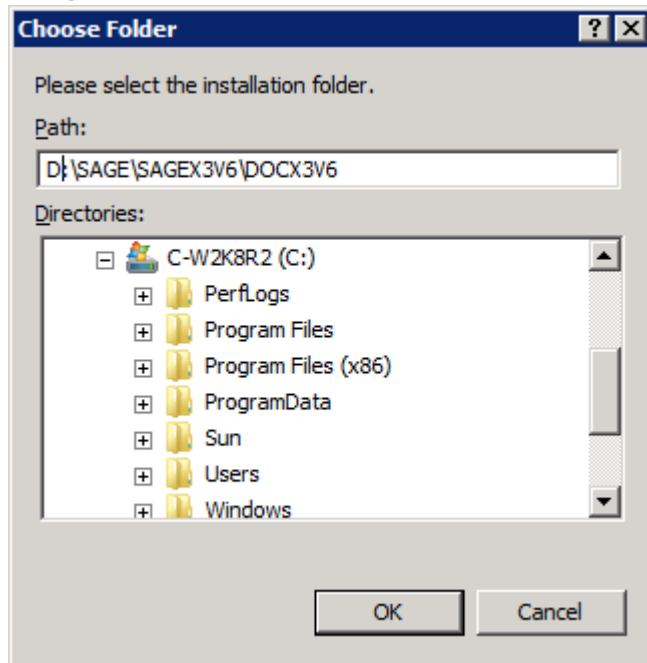 Choose Folder
Please select the installation folder.
Path:
D:\SAGE\SAGEX3V6\DOCX3V6
Directories:
C-W2K8R2 (C:)
PerfLogs
Program Files
Program Files (x86)
ProgramData
Sun
Users
Windows
OK Cancel